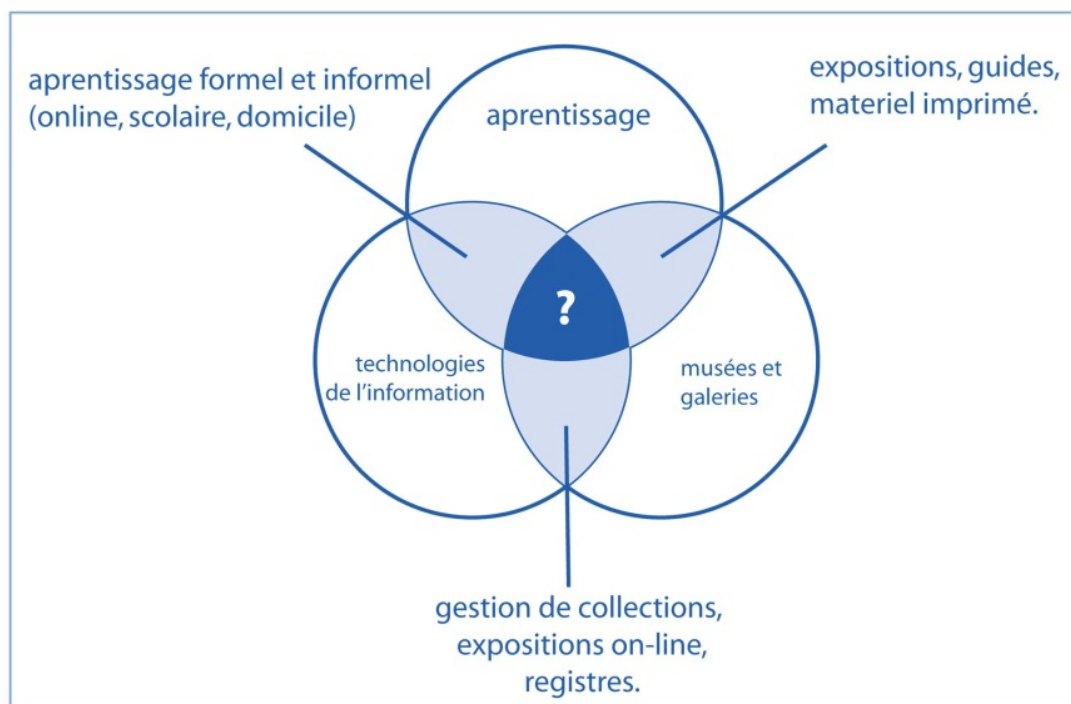 aprentissage formel et informel
(online, scolaire, domicile)
expositions, guides,
materiel imprimé.
aprentissage
?
technologies
de l'information
musées et
galeries
gestion de collections,
expositions on-line,
registres.